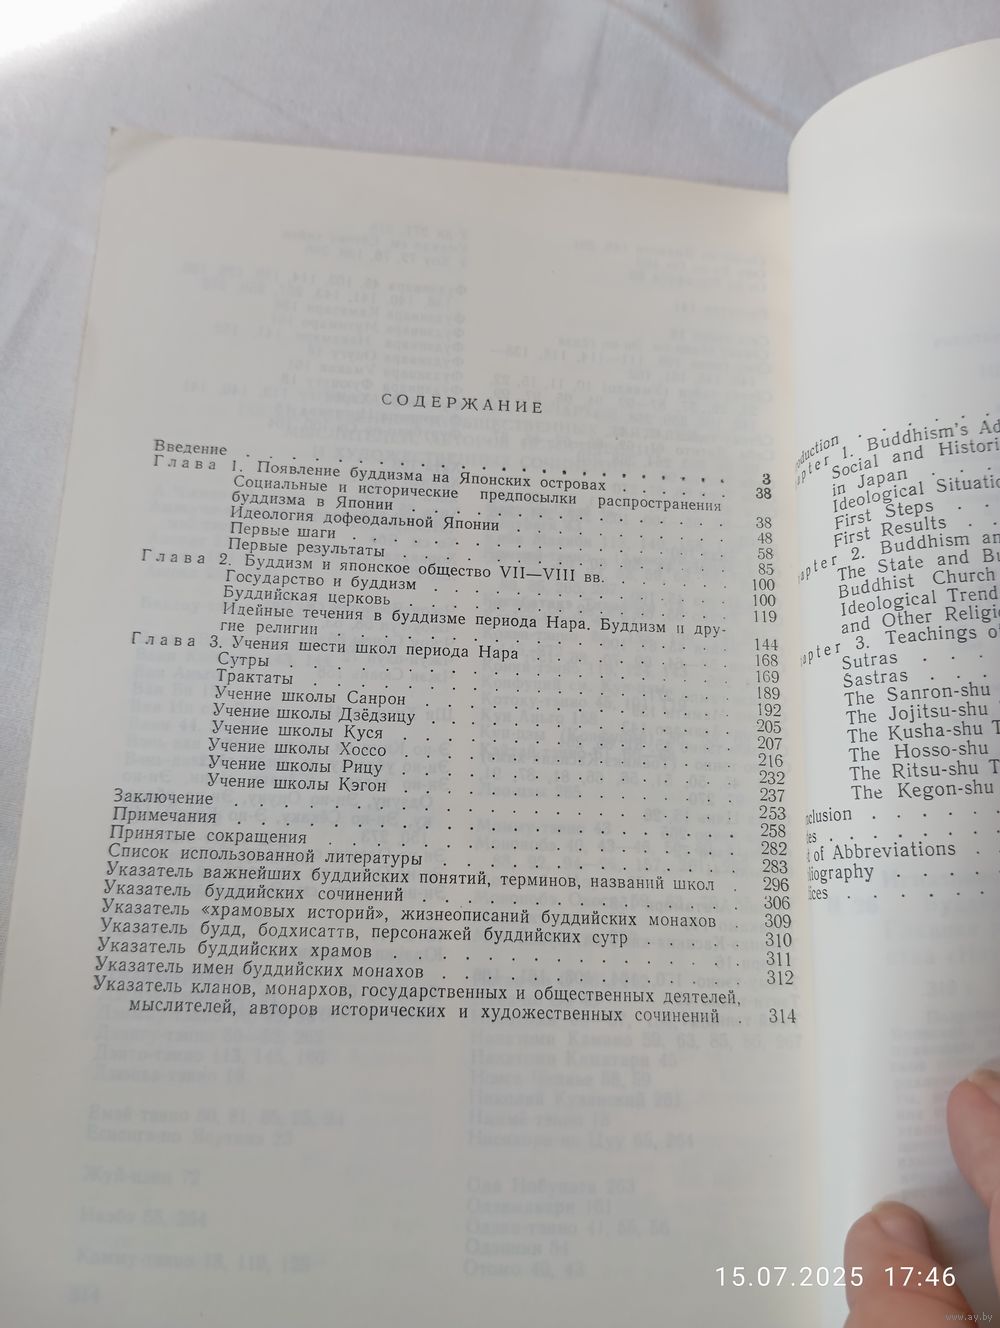 СОДЕРЖАНИЕ
Введение . . . . . . . . . . . . . . . . . . . . 3
Глава 1. Появление буддизма на Японских островах . . . . . 38
Социальные и исторические предпосылки распространения
буддизма в Японии . . . . . . . . . . . . . 38
Идеология дофеодальной Японии . . . . . . . . . 48
Первые шаги . . . . . . . . . . . . . . . . 58
Первые результаты . . . . . . . . . . . . . . 85
Глава 2. Буддизм и японское общество VII—VIII вв. . . . . . 100
Государство и буддизм . . . . . . . . . . . . . 100
Буддийская церковь . . . . . . . . . . . . . . 119
Идейные течения в буддизме периода Нара. Буддизм и дру-
гие религии . . . . . . . . . . . . . . . . 144
Глава 3. Учения шести школ периода Нара . . . . . . . . 168
Сутры . . . . . . . . . . . . . . . . . . . 169
Трактаты . . . . . . . . . . . . . . . . . . 189
Учение школы Санрон . . . . . . . . . . . . . 192
Учение школы Дзёдзицу . . . . . . . . . . . . 205
Учение школы Куся . . . . . . . . . . . . . . 207
Учение школы Хоссо . . . . . . . . . . . . . . 216
Учение школы Рицу . . . . . . . . . . . . . . 232
Учение школы Кэгон . . . . . . . . . . . . . . 237
Заключение . . . . . . . . . . . . . . . . . . . 253
Примечания . . . . . . . . . . . . . . . . . . . 258
Принятые сокращения . . . . . . . . . . . . . . . 282
Список использованной литературы . . . . . . . . . . . 283
Указатель важнейших буддийских понятий, терминов, названий школ . 296
Указатель буддийских сочинений . . . . . . . . . . . . 306
Указатель «храмовых историй», жизнеописаний буддийских монахов . 309
Указатель будд, бодхисаттв, персонажей буддийских сутр . . . . . 310
Указатель буддийских храмов . . . . . . . . . . . . . 311
Указатель имен буддийских монахов . . . . . . . . . . . 312
Указатель кланов, монархов, государственных и общественных деятелей,
мыслителей, авторов исторических и художественных сочинений . 314
1. Buddhism's
Social and
in Japan
Ideological
First Steps
First Results
2. Buddhism
The State and
Buddhist Church
Ideological
and Other
3. Teachings
Sutras
Sastras
The Sanron-shu
The Jojitsu-shu
The Kusha-shu
The Hosso-shu
The Ritsu-shu
The Kegon-shu
of Abbreviations
15.07.2025 17:46
www.ay.by